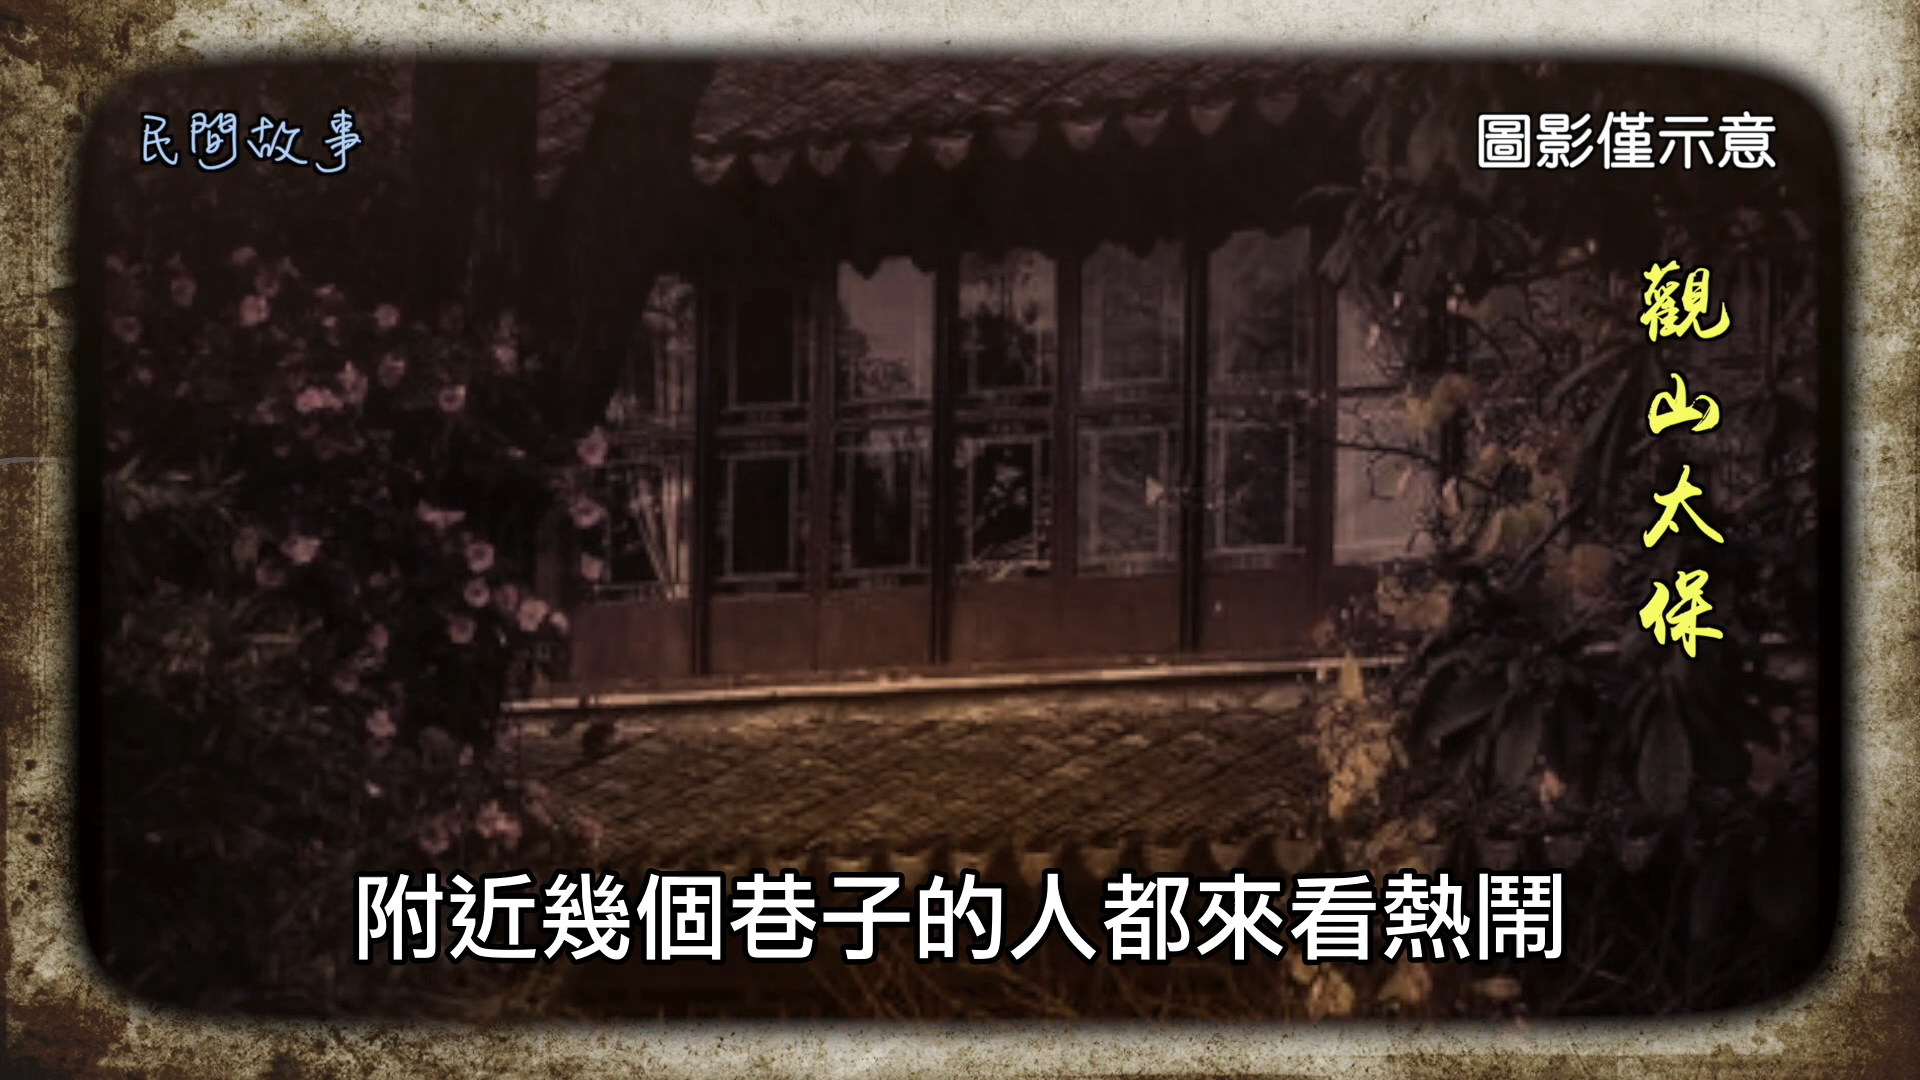 民間故事
圖影僅示意
觀山太保
附近幾個巷子的人都來看熱鬧